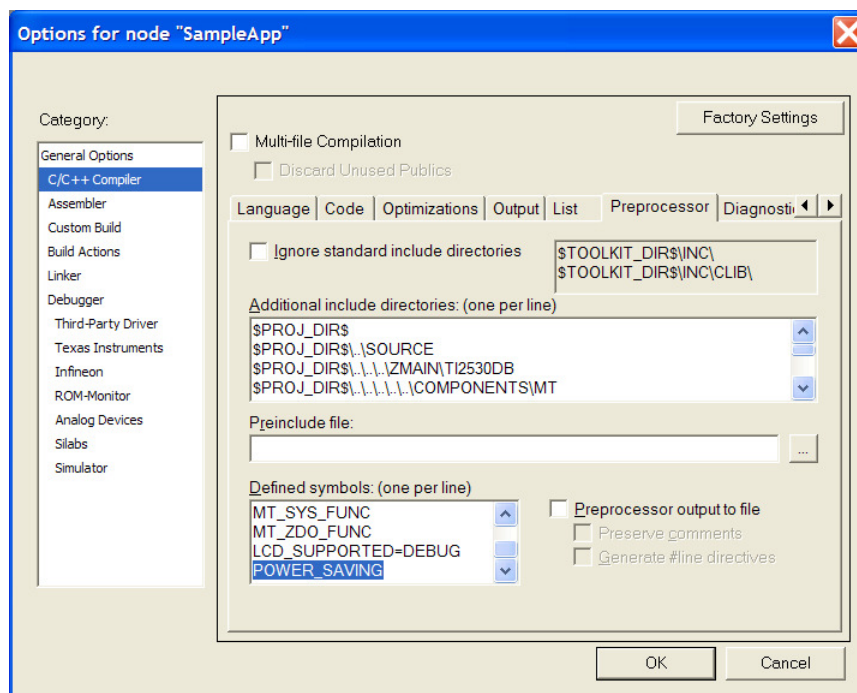 Options for node "SampleApp"
Category:
General Options
C/C++ Compiler
Assembler
Custom Build
Build Actions
Linker
Debugger
Third-Party Driver
Texas Instruments
Infineon
ROM-Monitor
Analog Devices
Silabs
Simulator
Factory Settings
Multi-file Compilation
Discard Unused Publics
Language Code Optimizations Output List Preprocessor Diagnosti
Ignore standard include directories
$TOOLKIT_DIR$\INC\
$TOOLKIT_DIR$\INC\CLIB\
Additional include directories: (one per line)
$PROJ_DIR$
$PROJ_DIR$\..\SOURCE
$PROJ_DIR$\..\..\..\ZMAIN\TI2530DB
$PROJ_DIR$\..\..\..\..\..\COMPONENTS\MT
Preinclude file:
...
Defined symbols: (one per line)
MT_SYS_FUNC
MT_ZDO_FUNC
LCD_SUPPORTED=DEBUG
POWER_SAVING
Preprocessor output to file
Preserve comments
Generate #line directives
OK
Cancel